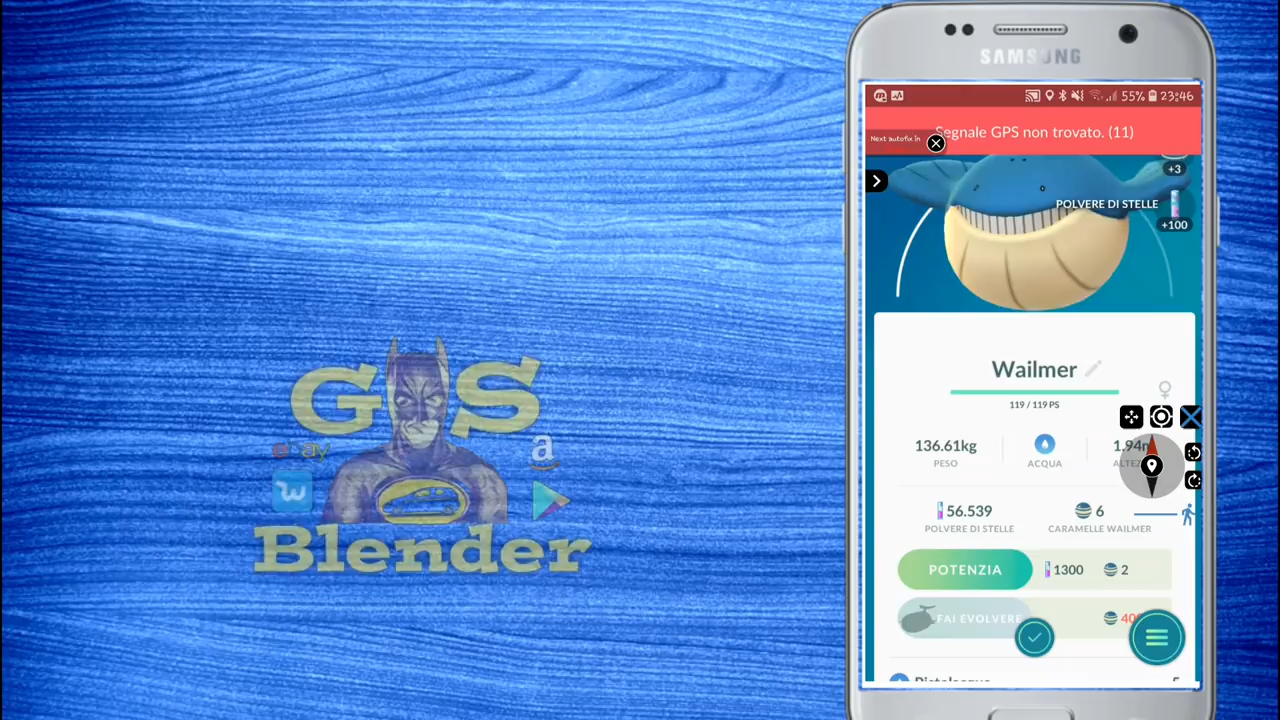 SAMSUNG
55% 23:46
Segnale GPS non trovato. (11)
Next autofix in
+3
POLVERE DI STELLE
+100
Wailmer
119 / 119 PS
136.61kg
PESO
ACQUA
1.94m
56.539
POLVERE DI STELLE
6
CARAMELLE WAILMER
POTENZIA
1300
2
FAI EVOLVERE
GS
ebay
a
w
Blender